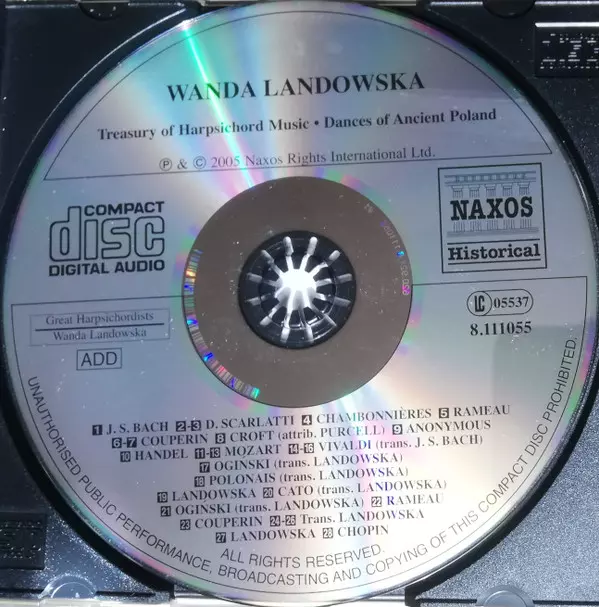 WANDA LANDOWSKA
Treasury of Harpsichord Music • Dances of Ancient Poland
℗ & © 2005 Naxos Rights International Ltd.
COMPACT
disc
DIGITAL AUDIO
NAXOS
Historical
LC 05537
8.111055
Great Harpsichordists
Wanda Landowska
ADD
1 J. S. BACH 2-3 D. SCARLATTI 4 CHAMBONNIÈRES 5 RAMEAU
6-7 COUPERIN 8 CROFT (attrib. PURCELL) 9 ANONYMOUS
10 HANDEL 11-13 MOZART 14-16 VIVALDI (trans. J. S. BACH)
17 OGINSKI (trans. LANDOWSKA)
18 POLONAIS (trans. LANDOWSKA)
19 LANDOWSKA 20 CATO (trans. LANDOWSKA)
21 OGINSKI (trans. LANDOWSKA) 22 RAMEAU
23 COUPERIN 24-26 Trans. LANDOWSKA
27 LANDOWSKA 28 CHOPIN
ALL RIGHTS RESERVED.
UNAUTHORISED PUBLIC PERFORMANCE, BROADCASTING AND COPYING OF THIS COMPACT DISC PROHIBITED.